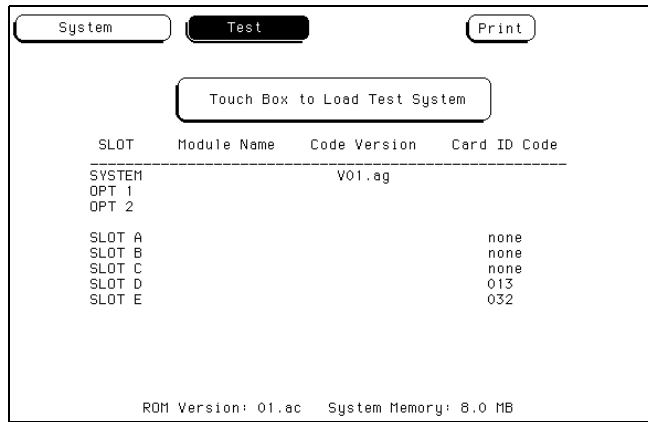 System Test Print
Touch Box to Load Test System
SLOT Module Name Code Version Card ID Code
SYSTEM V01.ag
OPT 1
OPT 2
SLOT A none
SLOT B none
SLOT C none
SLOT D 013
SLOT E 032
ROM Version: 01.ac System Memory: 8.0 MB